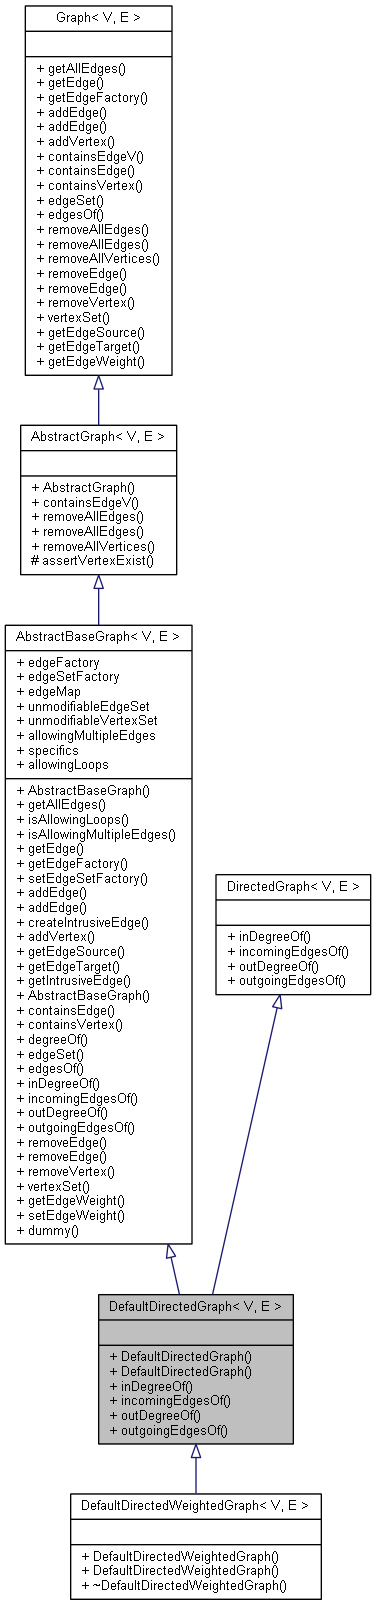 Graph< V, E >
+ getAllEdges()
+ getEdge()
+ getEdgeFactory()
+ addEdge()
+ addEdge()
+ addVertex()
+ containsEdgeV()
+ containsEdge()
+ containsVertex()
+ edgeSet()
+ edgesOf()
+ removeAllEdges()
+ removeAllEdges()
+ removeAllVertices()
+ removeEdge()
+ removeEdge()
+ removeVertex()
+ vertexSet()
+ getEdgeSource()
+ getEdgeTarget()
+ getEdgeWeight()
AbstractGraph< V, E >
+ AbstractGraph()
+ containsEdgeV()
+ removeAllEdges()
+ removeAllEdges()
+ removeAllVertices()
# assertVertexExist()
AbstractBaseGraph< V, E >
+ edgeFactory
+ edgeSetFactory
+ edgeMap
+ unmodifiableEdgeSet
+ unmodifiableVertexSet
+ allowingMultipleEdges
+ specifics
+ allowingLoops
+ AbstractBaseGraph()
+ getAllEdges()
+ isAllowingLoops()
+ isAllowingMultipleEdges()
+ getEdge()
+ getEdgeFactory()
+ setEdgeSetFactory()
+ addEdge()
+ addEdge()
+ createIntrusiveEdge()
+ addVertex()
+ getEdgeSource()
+ getEdgeTarget()
+ getIntrusiveEdge()
+ AbstractBaseGraph()
+ containsEdge()
+ containsVertex()
+ degreeOf()
+ edgeSet()
+ edgesOf()
+ inDegreeOf()
+ incomingEdgesOf()
+ outDegreeOf()
+ outgoingEdgesOf()
+ removeEdge()
+ removeEdge()
+ removeVertex()
+ vertexSet()
+ getEdgeWeight()
+ setEdgeWeight()
+ dummy()
DirectedGraph< V, E >
+ inDegreeOf()
+ incomingEdgesOf()
+ outDegreeOf()
+ outgoingEdgesOf()
DefaultDirectedGraph< V, E >
+ DefaultDirectedGraph()
+ DefaultDirectedGraph()
+ inDegreeOf()
+ incomingEdgesOf()
+ outDegreeOf()
+ outgoingEdgesOf()
DefaultDirectedWeightedGraph< V, E >
+ DefaultDirectedWeightedGraph()
+ DefaultDirectedWeightedGraph()
+ ~DefaultDirectedWeightedGraph()